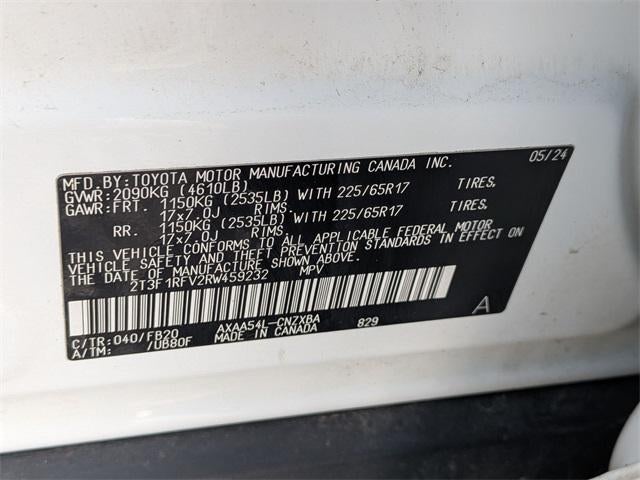 MFD.BY:TOYOTA MOTOR MANUFACTURING CANADA INC. 05/24
GVWR:2090KG (4610LB)
GAWR:FRT. 1150KG (2535LB) WITH 225/65R17 TIRES,
17x7.0J RIMS.
RR. 1150KG (2535LB) WITH 225/65R17 TIRES,
17x7.0J RIMS.
THIS VEHICLE CONFORMS TO ALL APPLICABLE FEDERAL MOTOR
VEHICLE SAFETY AND THEFT PREVENTION STANDARDS IN EFFECT ON
THE DATE OF MANUFACTURE SHOWN ABOVE.
2T3F1RFV2RW459232 MPV
A
C/TR:040/FB20 AXAA54L-CNZXBA 829
A/TM: /UB80F MADE IN CANADA